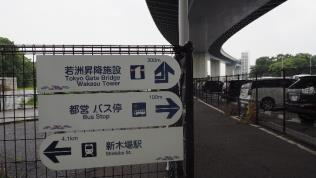 300m
若洲昇降施設
Tokyo Gate Bridge
Wakasu Tower
100m
都営 バス停
Bus Stop
4.1km
新木場駅
Shinkiba St.